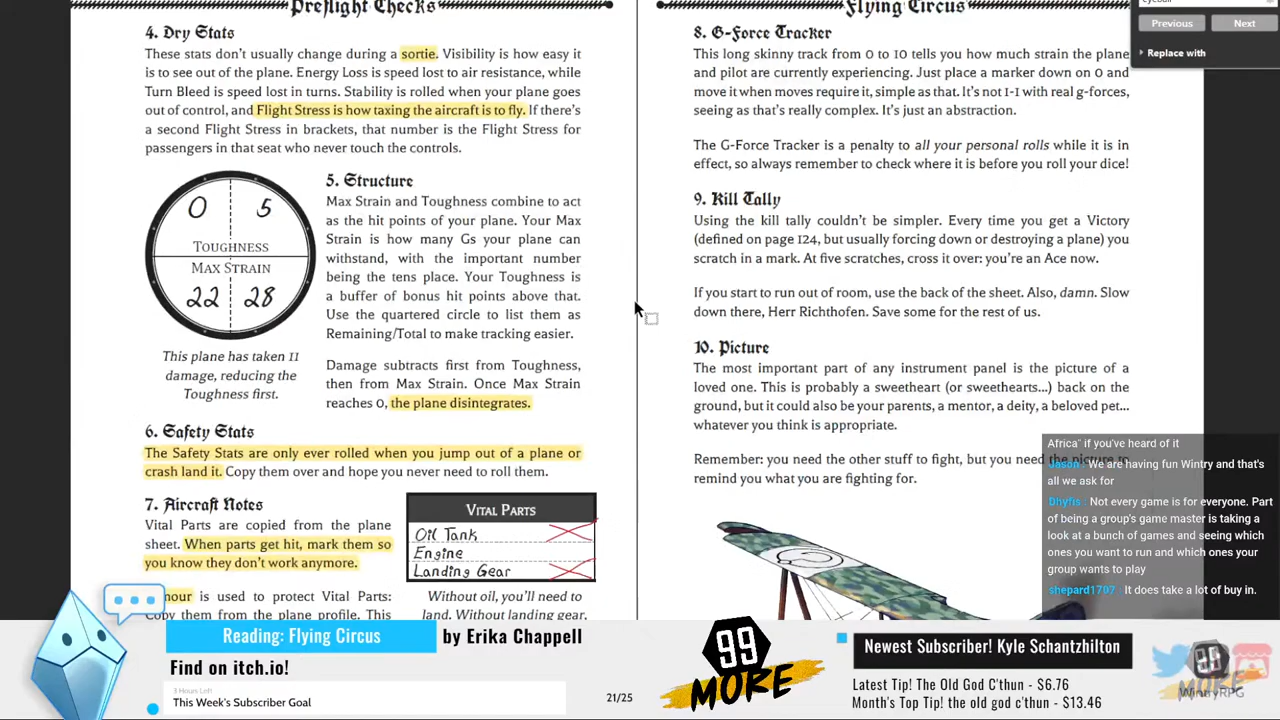 Preflight Checks
4. Dry Stats
These stats don't usually change during a sortie. Visibility is how easy it
is to see out of the plane. Energy Loss is speed lost to air resistance, while
Turn Bleed is speed lost in turns. Stability is rolled when your plane goes
out of control, and Flight Stress is how taxing the aircraft is to fly. If there's
a second Flight Stress in brackets, that number is the Flight Stress for
passengers in that seat who never touch the controls.
0 5
TOUGHNESS
MAX STRAIN
22 28
This plane has taken 11
damage, reducing the
Toughness first.
5. Structure
Max Strain and Toughness combine to act
as the hit points of your plane. Your Max
Strain is how many Gs your plane can
withstand, with the important number
being the tens place. Your Toughness is
a buffer of bonus hit points above that.
Use the quartered circle to list them as
Remaining/Total to make tracking easier.
Damage subtracts first from Toughness,
then from Max Strain. Once Max Strain
reaches 0, the plane disintegrates.
6. Safety Stats
The Safety Stats are only ever rolled when you jump out of a plane or
crash land it. Copy them over and hope you never need to roll them.
7. Aircraft Notes
Vital Parts are copied from the plane
sheet. When parts get hit, mark them so
you know they don't work anymore.
mour is used to protect Vital Parts:
Copy them from the plane profile. This
VITAL PARTS
Oil Tank
Engine
Landing Gear
Without oil, you'll need to
land. Without landing gear,
Flying Circus
8. G-Force Tracker
This long skinny track from 0 to 10 tells you how much strain the plane
and pilot are currently experiencing. Just place a marker down on 0 and
move it when moves require it, simple as that. It's not 1-1 with real g-forces,
seeing as that's really complex. It's just an abstraction.
The G-Force Tracker is a penalty to all your personal rolls while it is in
effect, so always remember to check where it is before you roll your dice!
9. Kill Tally
Using the kill tally couldn't be simpler. Every time you get a Victory
(defined on page 124, but usually forcing down or destroying a plane) you
scratch in a mark. At five scratches, cross it over: you're an Ace now.
If you start to run out of room, use the back of the sheet. Also, damn. Slow
down there, Herr Richthofen. Save some for the rest of us.
10. Picture
The most important part of any instrument panel is the picture of a
loved one. This is probably a sweetheart (or sweethearts...) back on the
ground, but it could also be your parents, a mentor, a deity, a beloved pet...
whatever you think is appropriate.
Remember: you need the other stuff to fight, but you need the picture to
remind you what you are fighting for.
Previous Next
Replace with
Africa" if you've heard of it
Jason: We are having fun Wintry and that's
all we ask for
Dhyfis: Not every game is for everyone. Part
of being a group's game master is taking a
look at a bunch of games and seeing which
ones you want to run and which ones your
group wants to play
shepard1707: It does take a lot of buy in.
Reading: Flying Circus by Erika Chappell
Find on itch.io!
3 Hours Left
This Week's Subscriber Goal
21/25
99
MORE
Newest Subscriber! Kyle Schantzhilton
Latest Tip! The Old God C'thun - $6.76
Month's Top Tip! the old god c'thun - $13.46
WintryRPG